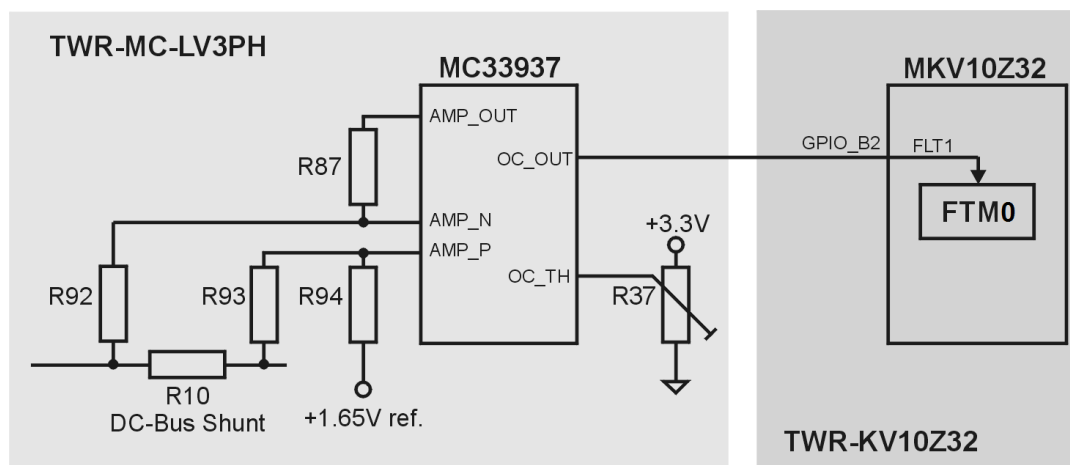 TWR-MC-LV3PH
MC33937
MKV10Z32
AMP_OUT
R87
OC_OUT
GPIO_B2
FLT1
FTM0
AMP_N
AMP_P
+3.3V
OC_TH
R92
R93
R94
R37
R10
DC-Bus Shunt
+1.65V ref.
TWR-KV10Z32